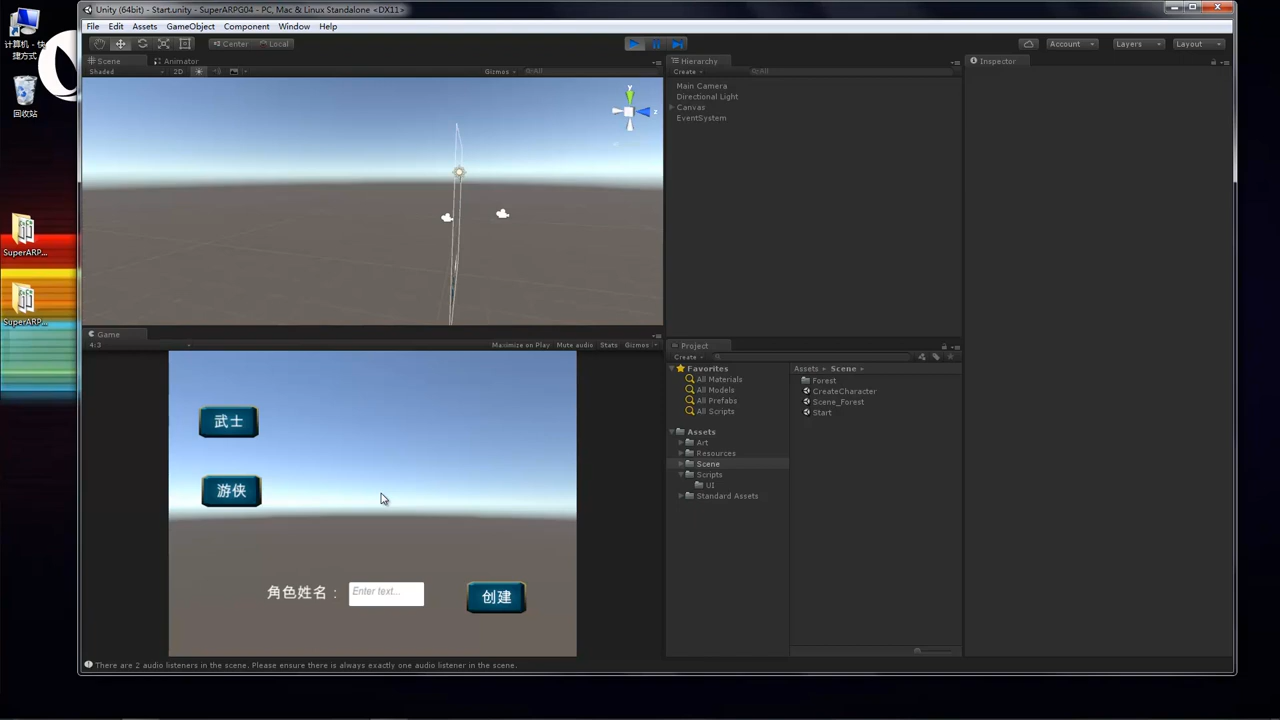 Unity (64bit) - Start.unity - SuperARPG04 - PC, Mac & Linux Standalone <DX11>
File Edit Assets GameObject Component Window Help
Center Local Account Layers Layout
计算机 - 快捷方式
回收站
SuperARP...
SuperARP...
Scene Animator
Shaded 2D Gizmos All
y
z
Hierarchy
Create All
Main Camera
Directional Light
Canvas
EventSystem
Inspector
Game
4:3 Maximize on Play Mute audio Stats Gizmos
武士
游侠
角色姓名：
Enter text...
创建
Project
Create
Favorites
All Materials
All Models
All Prefabs
All Scripts
Assets
Art
Resources
Scene
Scripts
UI
Standard Assets
Assets Scene
Forest
CreateCharacter
Scene_Forest
Start
There are 2 audio listeners in the scene. Please ensure there is always exactly one audio listener in the scene.